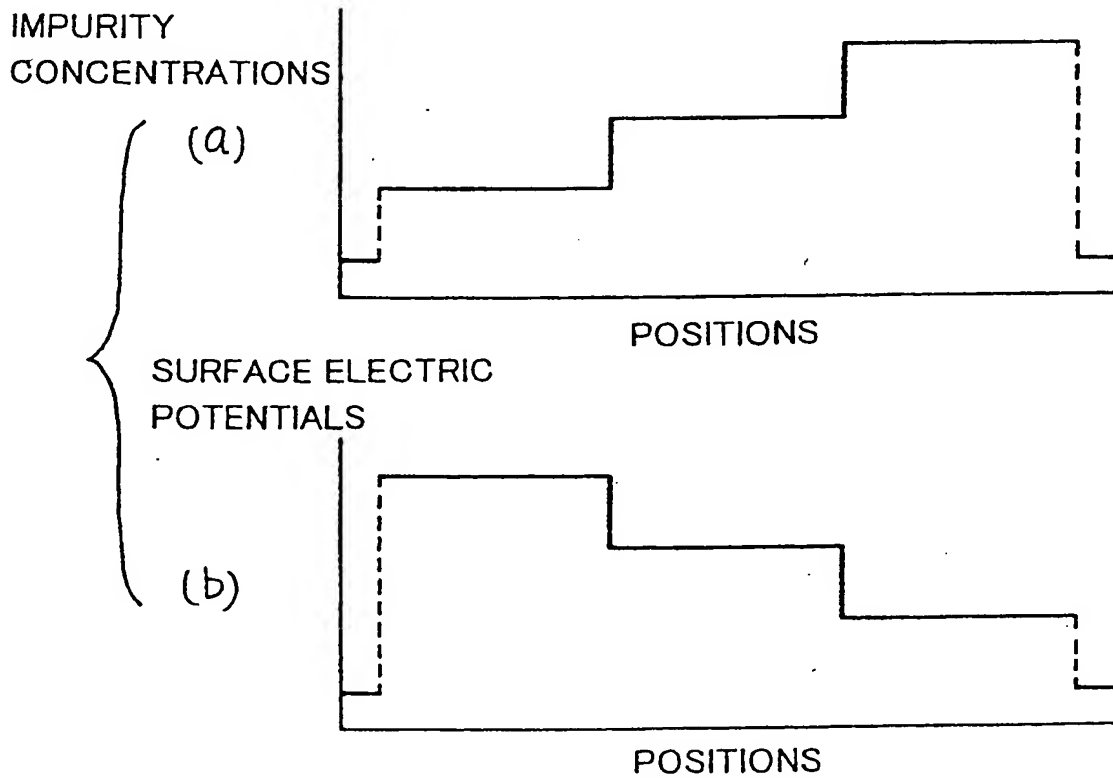 IMPURITY
CONCENTRATIONS
(a)
POSITIONS
SURFACE ELECTRIC
POTENTIALS
(b)
POSITIONS